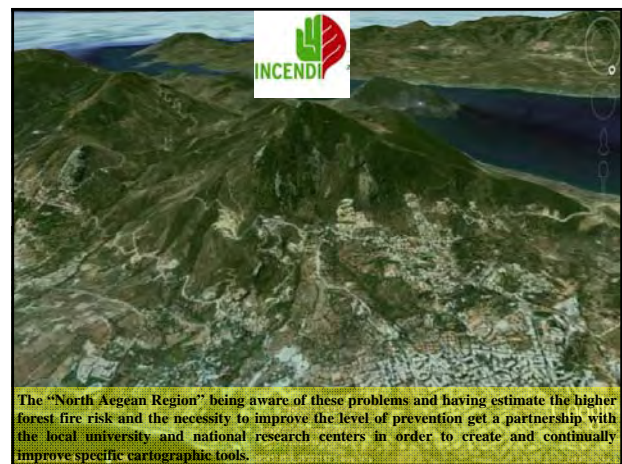 INCENDI
The “North Aegean Region” being aware of these problems and having estimate the higher
forest fire risk and the necessity to improve the level of prevention get a partnership with
the local university and national research centers in order to create and continually
improve specific cartographic tools.